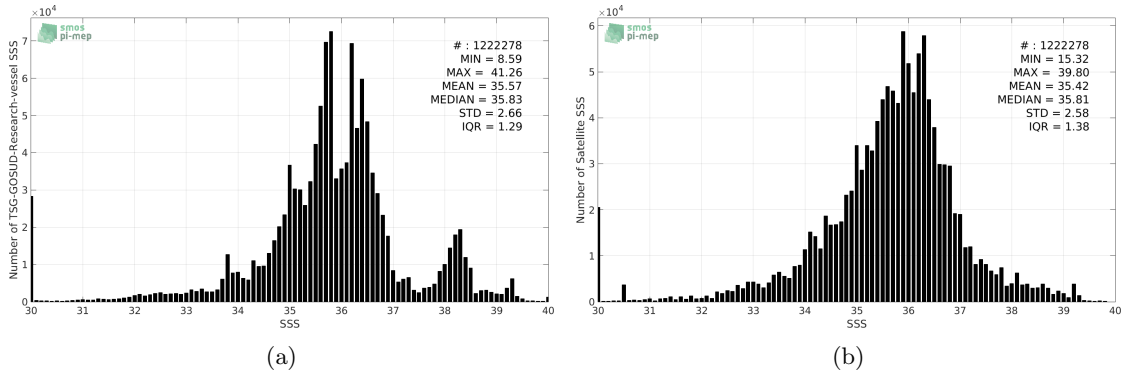 ×10⁴
smos
pi-mep
# : 1222278
MIN = 8.59
MAX = 41.26
MEAN = 35.57
MEDIAN = 35.83
STD = 2.66
IQR = 1.29
Number of TSG-GOSUD-Research-vessel SSS
7
6
5
4
3
2
1
0
30 31 32 33 34 35 36 37 38 39 40
SSS
(a)
×10⁴
smos
pi-mep
# : 1222278
MIN = 15.32
MAX = 39.80
MEAN = 35.42
MEDIAN = 35.81
STD = 2.58
IQR = 1.38
Number of Satellite SSS
6
5
4
3
2
1
0
30 31 32 33 34 35 36 37 38 39 40
SSS
(b)